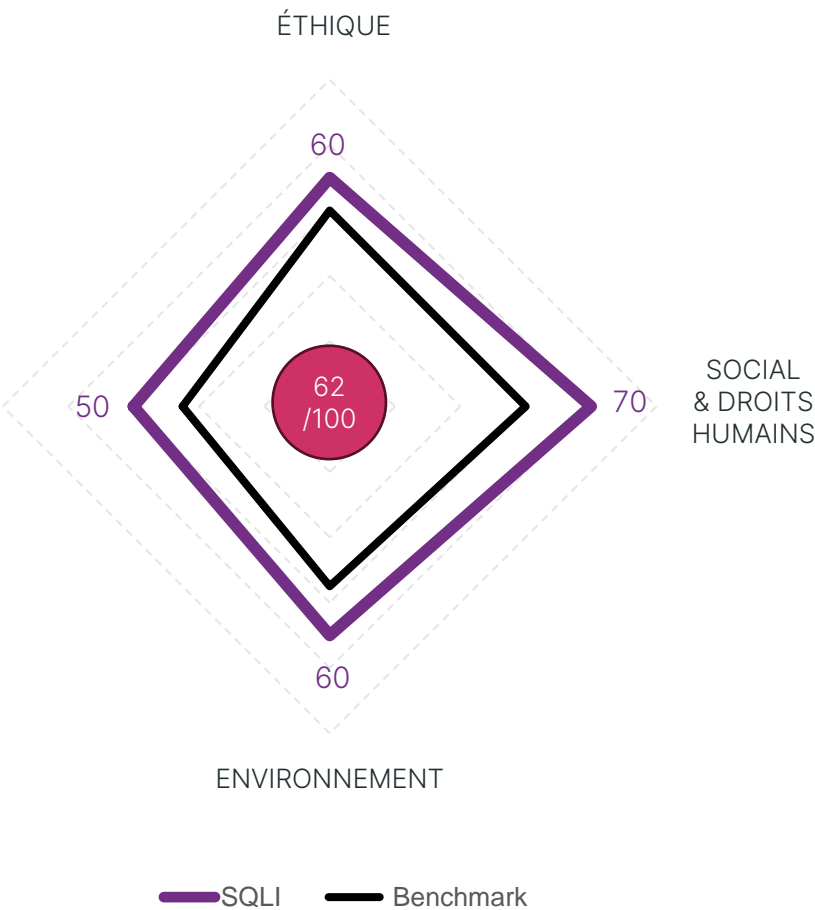 ÉTHIQUE
60
50
62
/100
70
SOCIAL
& DROITS
HUMAINS
60
ENVIRONNEMENT
SQLI
Benchmark